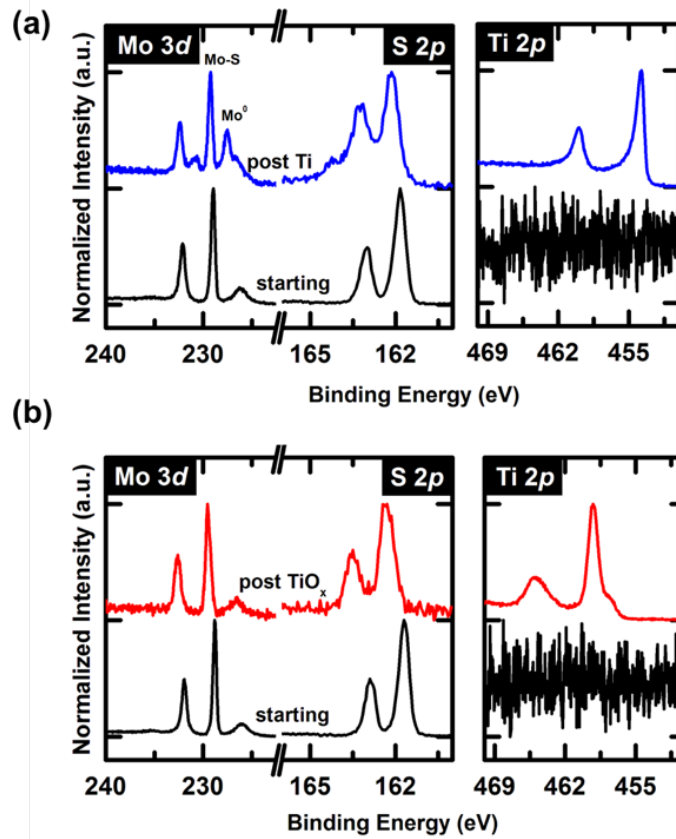 (a)
Mo 3d
S 2p
Ti 2p
Mo-S
Mo⁰
post Ti
starting
Normalized Intensity (a.u.)
240 230 165 162 469 462 455
Binding Energy (eV)
(b)
Mo 3d
S 2p
Ti 2p
post TiOₓ
starting
Normalized Intensity (a.u.)
240 230 165 162 469 462 455
Binding Energy (eV)